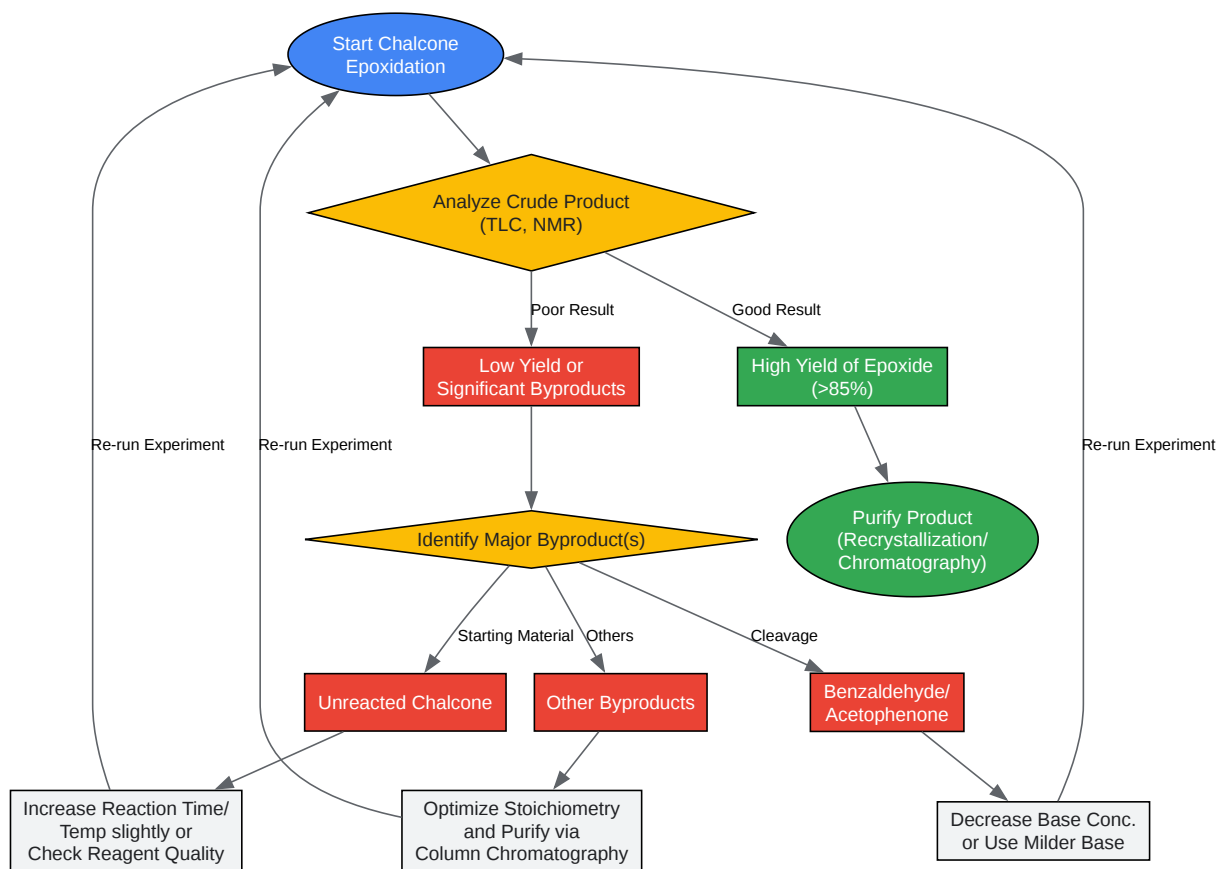 Start Chalcone
Epoxidation
Analyze Crude Product
(TLC, NMR)
Poor Result
Good Result
Low Yield or
Significant Byproducts
High Yield of Epoxide
(>85%)
Re-run Experiment
Re-run Experiment
Re-run Experiment
Purify Product
(Recrystallization/
Chromatography)
Identify Major Byproduct(s)
Starting Material
Others
Cleavage
Unreacted Chalcone
Other Byproducts
Benzaldehyde/
Acetophenone
Increase Reaction Time/
Temp slightly or
Check Reagent Quality
Optimize Stoichiometry
and Purify via
Column Chromatography
Decrease Base Conc.
or Use Milder Base